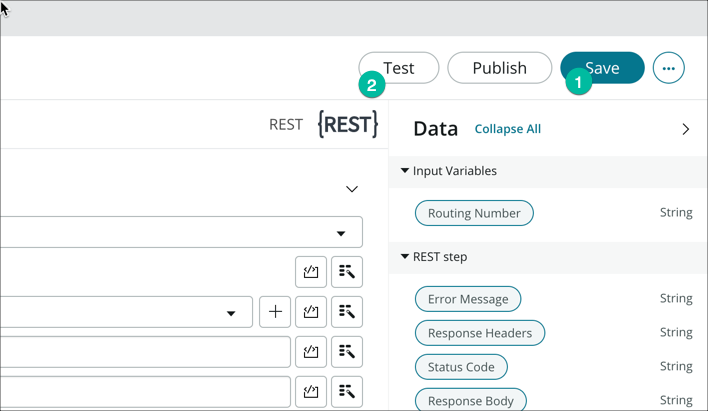 Test
Publish
Save
2
1
REST {REST}
Data Collapse All
Input Variables
Routing Number String
REST step
Error Message String
Response Headers String
Status Code String
Response Body String